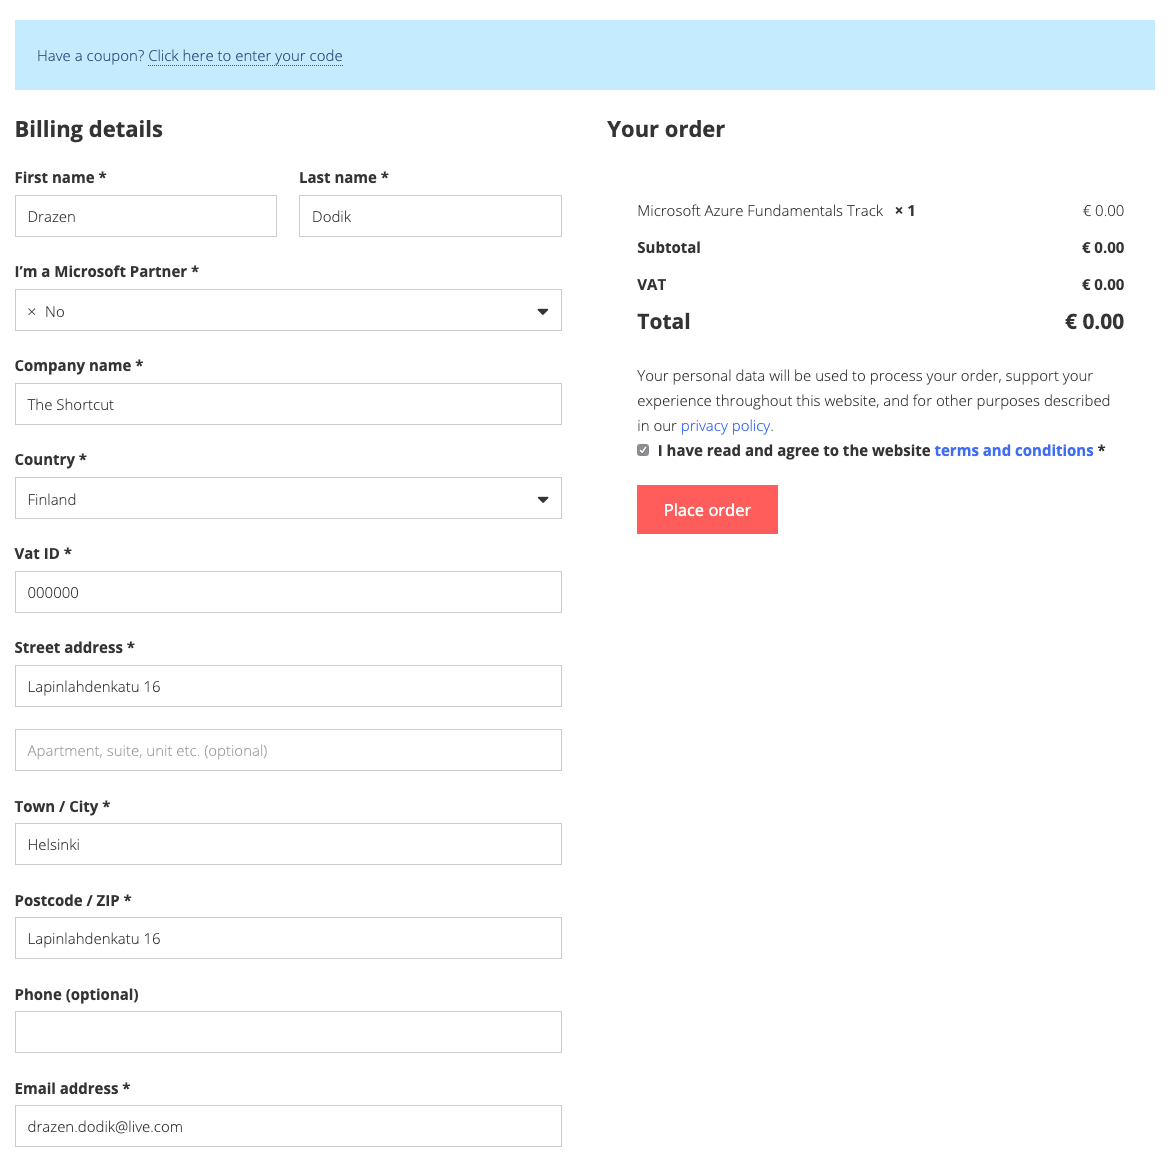 Have a coupon? Click here to enter your code
Billing details
First name *
Last name *
Drazen
Dodik
I'm a Microsoft Partner *
× No
Company name *
The Shortcut
Country *
Finland
Vat ID *
000000
Street address *
Lapinlahdenkatu 16
Apartment, suite, unit etc. (optional)
Town / City *
Helsinki
Postcode / ZIP *
Lapinlahdenkatu 16
Phone (optional)
Email address *
drazen.dodik@live.com
Your order
Microsoft Azure Fundamentals Track × 1 € 0.00
Subtotal € 0.00
VAT € 0.00
Total € 0.00
Your personal data will be used to process your order, support your
experience throughout this website, and for other purposes described
in our privacy policy.
I have read and agree to the website terms and conditions *
Place order